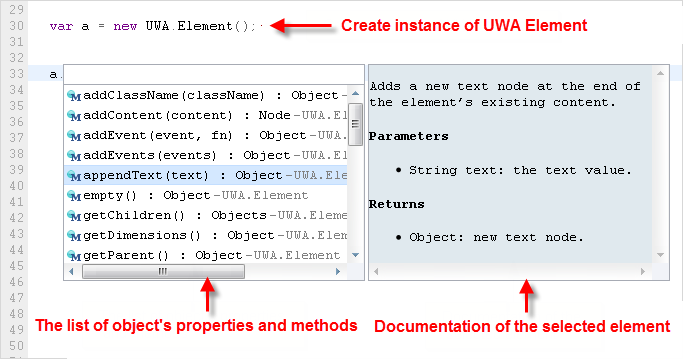 29
30 var a = new UWA.Element();
Create instance of UWA Element
31
32
33 a.
34
35
36
37
38
39
40
41
42
43
44
45
46
47
48
49
50
M addClassName(className) : Object - 
M addContent(content) : Node - UWA.Elem
M addEvent(event, fn) : Object - UWA.El
M addEvents(events) : Object - UWA.Elem
M appendText(text) : Object - UWA.Eleme
M empty() : Object - UWA.Element
M getChildren() : Objects - UWA.Element
M getDimensions() : Object - UWA.Elemen
M getParent() : Object - UWA.Element
Adds a new text node at the end of
the element's existing content.
Parameters
• String text: the text value.
Returns
• Object: new text node.
The list of object's properties and methods
Documentation of the selected element